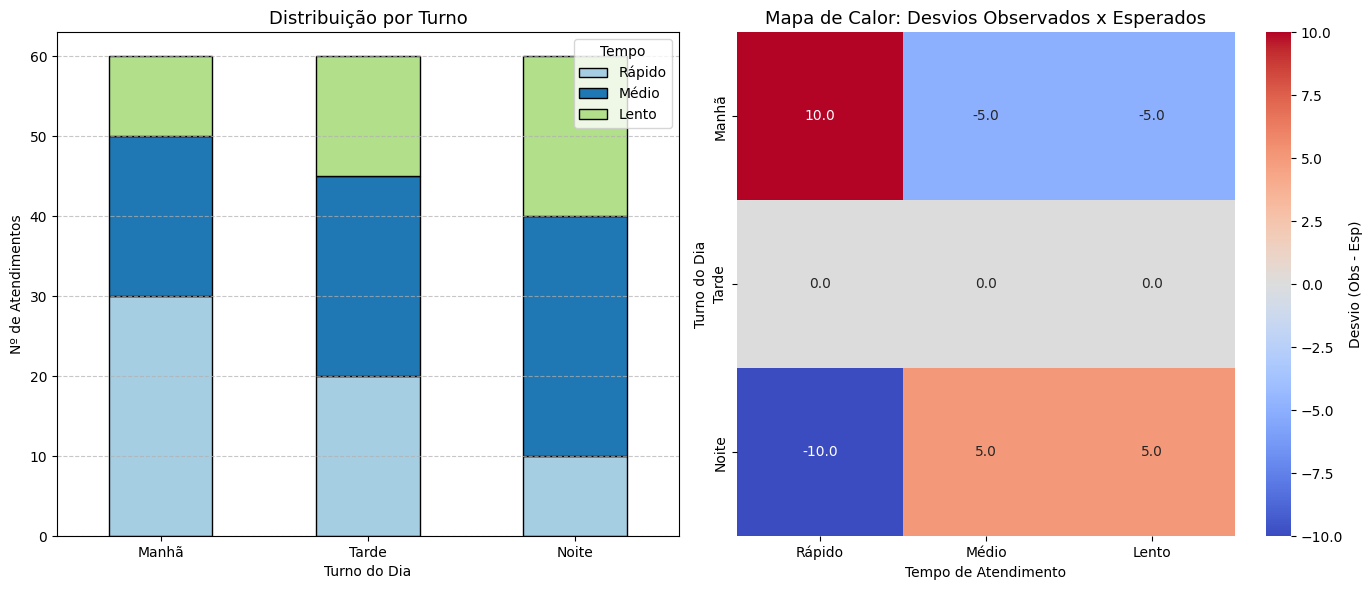 Distribuição por Turno
Nº de Atendimentos
60
50
40
30
20
10
0
Tempo
Rápido
Médio
Lento
Manhã Tarde Noite
Turno do Dia
Mapa de Calor: Desvios Observados x Esperados
Turno do Dia
Manhã
10.0 -5.0 -5.0
Tarde
0.0 0.0 0.0
Noite
-10.0 5.0 5.0
Rápido Médio Lento
Tempo de Atendimento
10.0
7.5
5.0
2.5
0.0
−2.5
−5.0
−7.5
−10.0
Desvio (Obs - Esp)